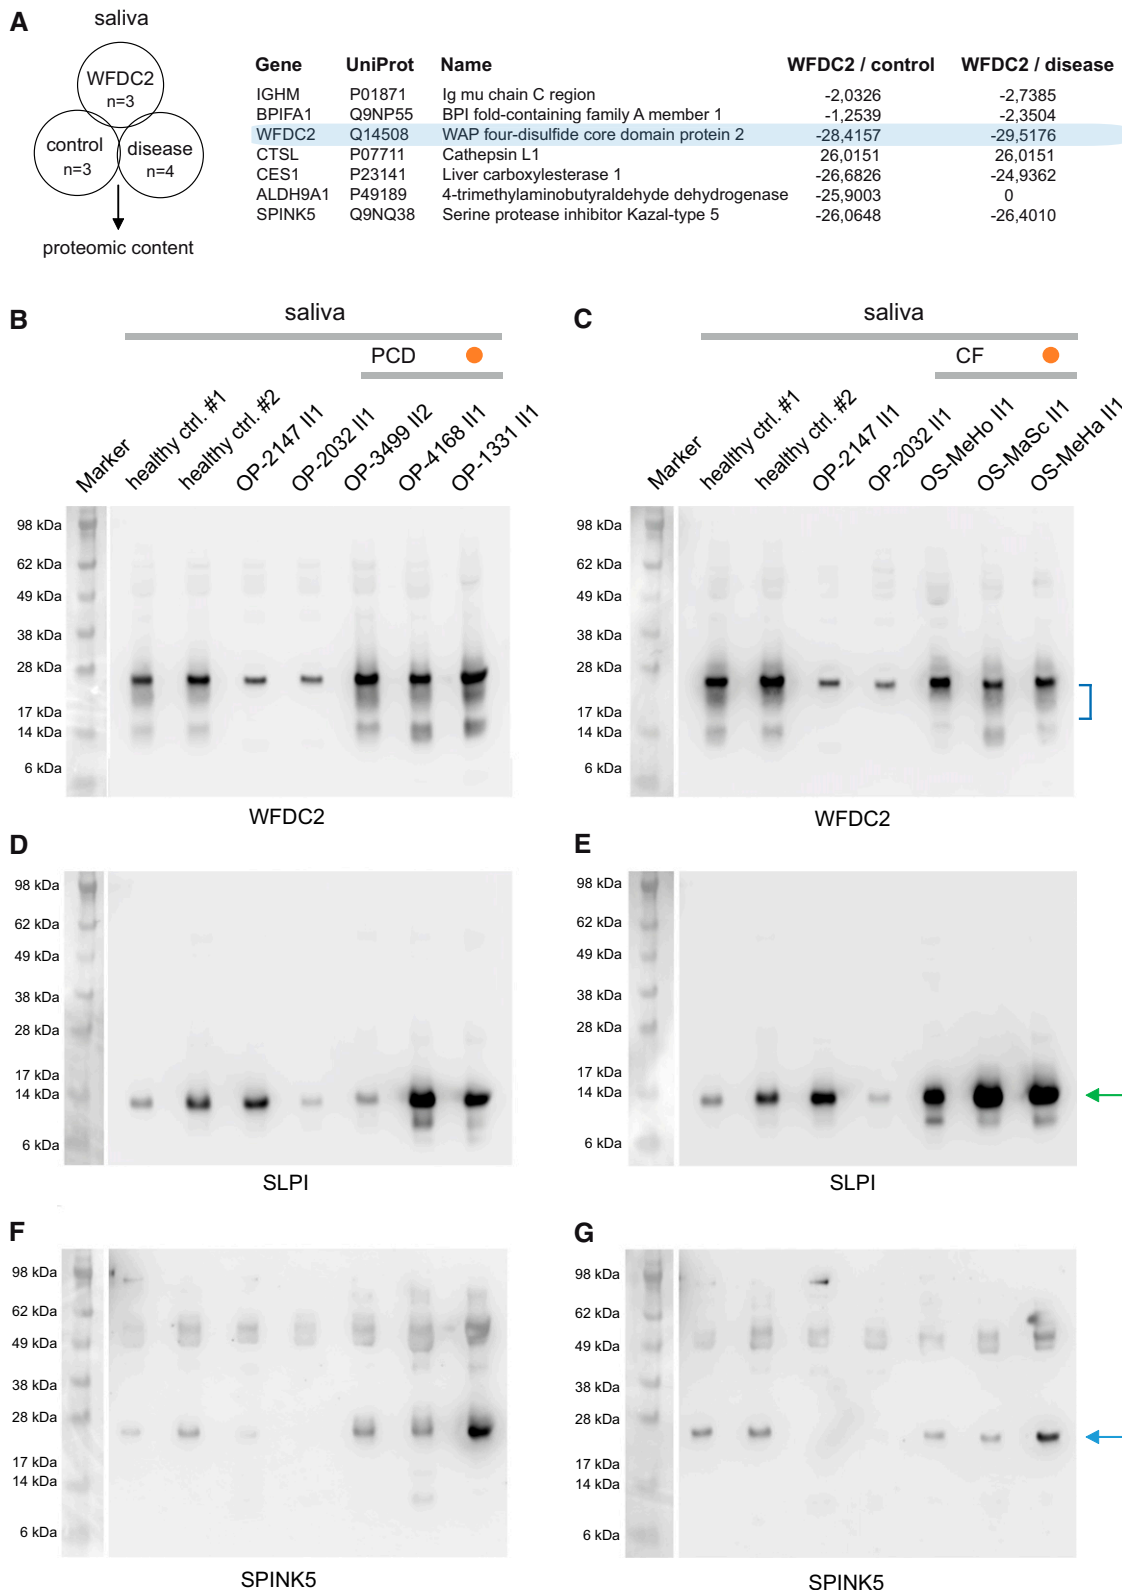 A
saliva
WFDC2
n=3
control
n=3
disease
n=4
proteomic content
Gene UniProt Name WFDC2 / control WFDC2 / disease
IGHM P01871 Ig mu chain C region -2,0326 -2,7385
BPIFA1 Q9NP55 BPI fold-containing family A member 1 -1,2539 -2,3504
WFDC2 Q14508 WAP four-disulfide core domain protein 2 -28,4157 -29,5176
CTSL P07711 Cathepsin L1 26,0151 26,0151
CES1 P23141 Liver carboxylesterase 1 -26,6826 -24,9362
ALDH9A1 P49189 4-trimethylaminobutyraldehyde dehydrogenase -25,9003 0
SPINK5 Q9NQ38 Serine protease inhibitor Kazal-type 5 -26,0648 -26,4010
B
saliva
PCD
Marker
healthy ctrl. #1
healthy ctrl. #2
OP-2147 II1
OP-2032 II1
OP-3499 II2
OP-4168 II1
OP-1331 II1
98 kDa
62 kDa
49 kDa
38 kDa
28 kDa
17 kDa
14 kDa
6 kDa
WFDC2
C
saliva
CF
Marker
healthy ctrl. #1
healthy ctrl. #2
OP-2147 II1
OP-2032 II1
OS-MeHo II1
OS-MaSc II1
OS-MeHa II1
98 kDa
62 kDa
49 kDa
38 kDa
28 kDa
17 kDa
14 kDa
6 kDa
WFDC2
D
98 kDa
62 kDa
49 kDa
38 kDa
28 kDa
17 kDa
14 kDa
6 kDa
SLPI
E
98 kDa
62 kDa
49 kDa
38 kDa
28 kDa
17 kDa
14 kDa
6 kDa
SLPI
F
98 kDa
62 kDa
49 kDa
38 kDa
28 kDa
17 kDa
14 kDa
6 kDa
SPINK5
G
98 kDa
62 kDa
49 kDa
38 kDa
28 kDa
17 kDa
14 kDa
6 kDa
SPINK5